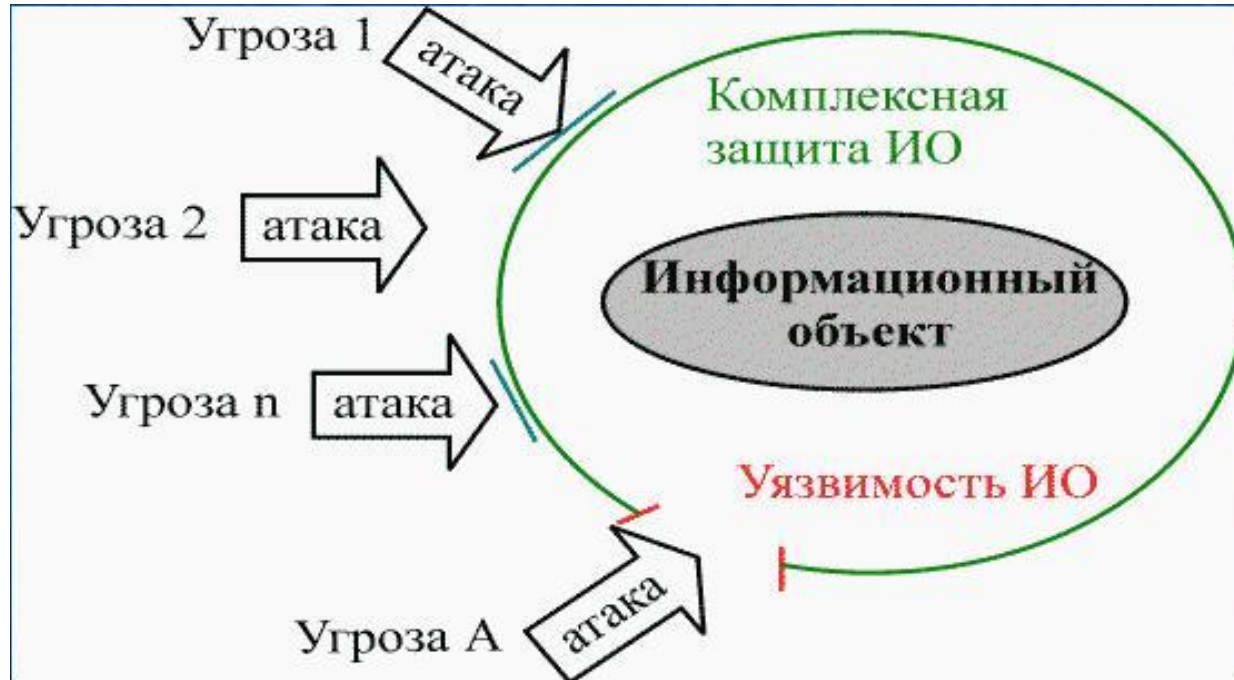 Угроза 1
атака
Комплексная
защита ИО
Угроза 2
атака
Информационный
объект
Угроза n
атака
Уязвимость ИО
Угроза А
атака